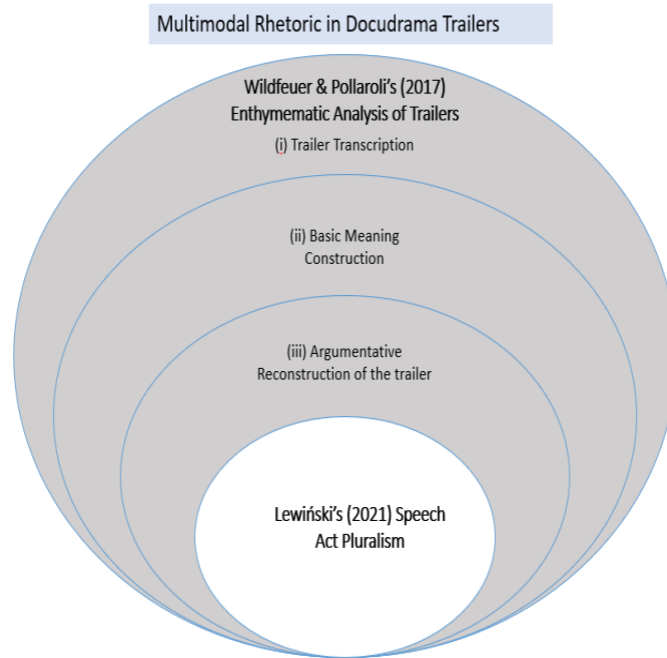 Multimodal Rhetoric in Docudrama Trailers
Wildfeuer & Pollaroli's (2017)
Enthymematic Analysis of Trailers
(i) Trailer Transcription
(ii) Basic Meaning
Construction
(iii) Argumentative
Reconstruction of the trailer
Lewiński's (2021) Speech
Act Pluralism